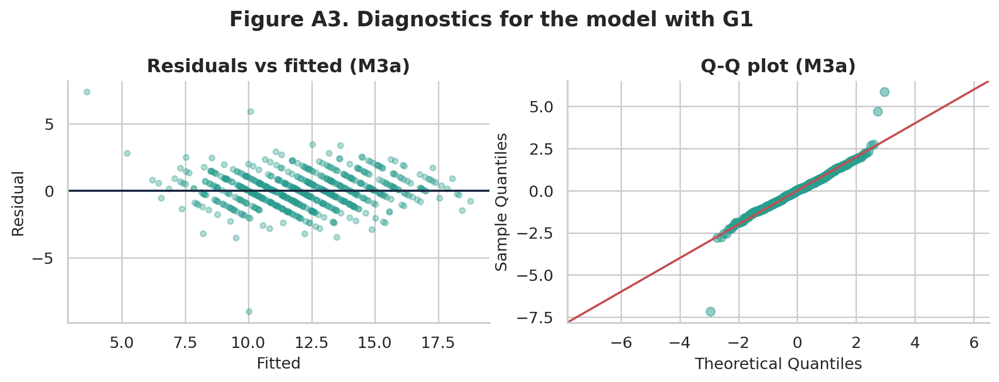 Figure A3. Diagnostics for the model with G1
Residuals vs fitted (M3a)
Residual
5
0
−5
5.0 7.5 10.0 12.5 15.0 17.5
Fitted
Q-Q plot (M3a)
Sample Quantiles
5.0
2.5
0.0
−2.5
−5.0
−7.5
−6 −4 −2 0 2 4 6
Theoretical Quantiles